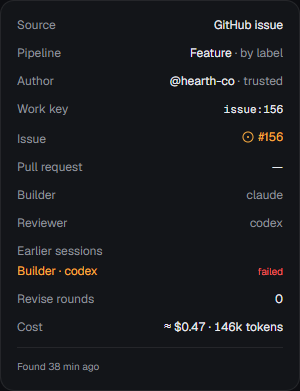 Source GitHub issue
Pipeline Feature · by label
Author @hearth-co · trusted
Work key issue:156
Issue #156
Pull request —
Builder claude
Reviewer codex
Earlier sessions
Builder · codex failed
Revise rounds 0
Cost ≈ $0.47 · 146k tokens
Found 38 min ago